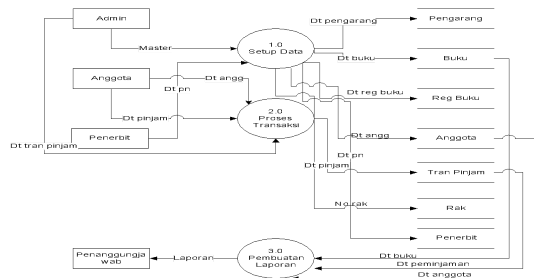 Admin
Pengarang
Dt pengarang
1.0
Setup Data
Master
Dt buku
Buku
Anggota
Dt angg
Dt pn
Dt reg buku
Reg Buku
2.0
Proses
Transaksi
Dt pinjam
Penerbit
Dt angg
Anggota
Dt tran pinjam
Dt pn
Dt pinjam
Tran Pinjam
No rak
Rak
Penerbit
3.0
Pembuatan
Laporan
Penanggungja
wab
Laporan
Dt buku
Dt peminjaman
Dt anggota